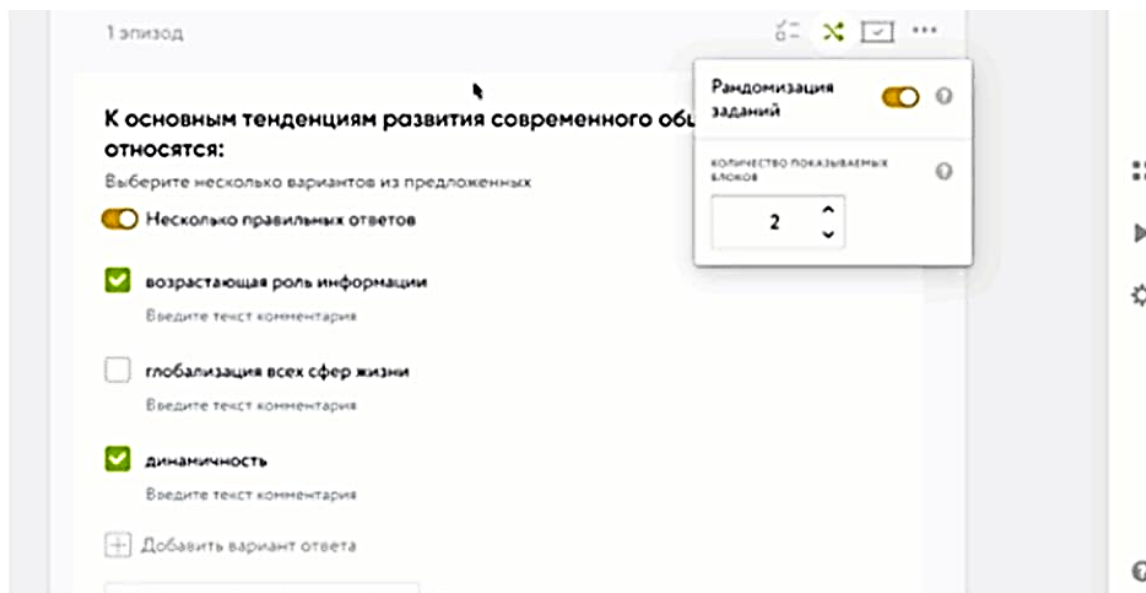 1 эпизод
Рандомизация
заданий
К основным тенденциям развития современного
относятся:
КОЛИЧЕСТВО ПОКАЗЫВАЕМЫХ
БЛОКОВ
Выберите несколько вариантов из предложенных
2
Несколько правильных ответов
возрастающая роль информации
Введите текст комментария
глобализация всех сфер жизни
Введите текст комментария
динамичность
Введите текст комментария
Добавить вариант ответа